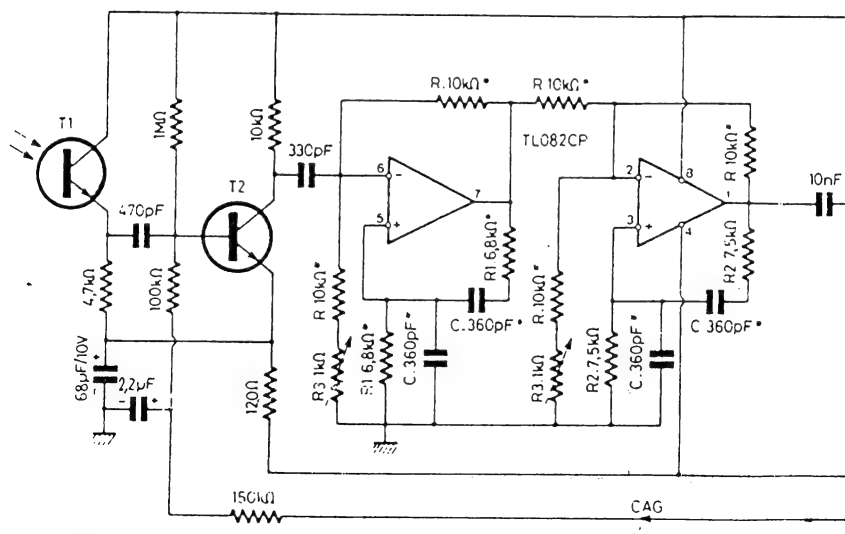 T1
T2
470pF
1MΩ
100kΩ
4,7kΩ
68µF/10V
+
-
2,2µF
+
10kΩ
120Ω
330pF
150kΩ
R.10kΩ*
R 10kΩ*
TL082CP
6
-
5
+
7
R 10kΩ*
R3.1kΩ
R1.6,8kΩ*
R1.6,8kΩ*
C.360pF*
C.360pF*
2
-
3
+
8
4
1
R 10kΩ*
R.10kΩ*
R3.1kΩ
R2.7,5kΩ
R2.7,5kΩ
C.360pF*
C 360pF*
10nF
CAG